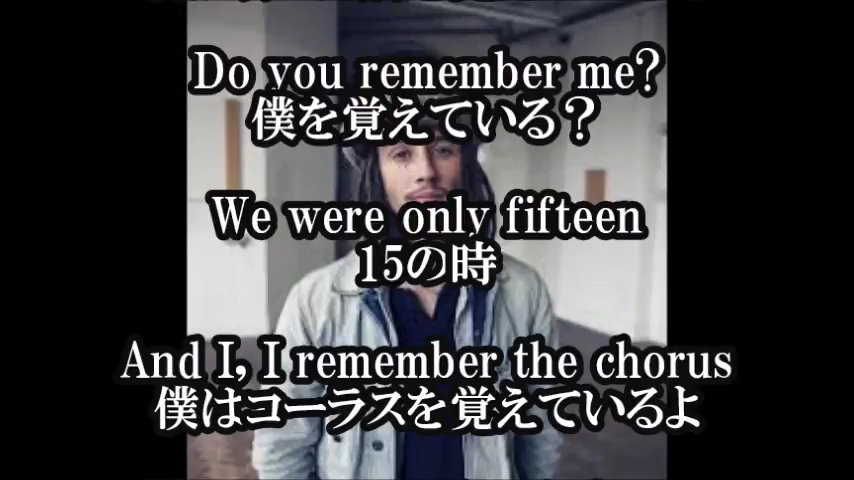 Do you remember me?
僕を覚えている？
We were only fifteen
15の時
And I, I remember the chorus
僕はコーラスを覚えているよ